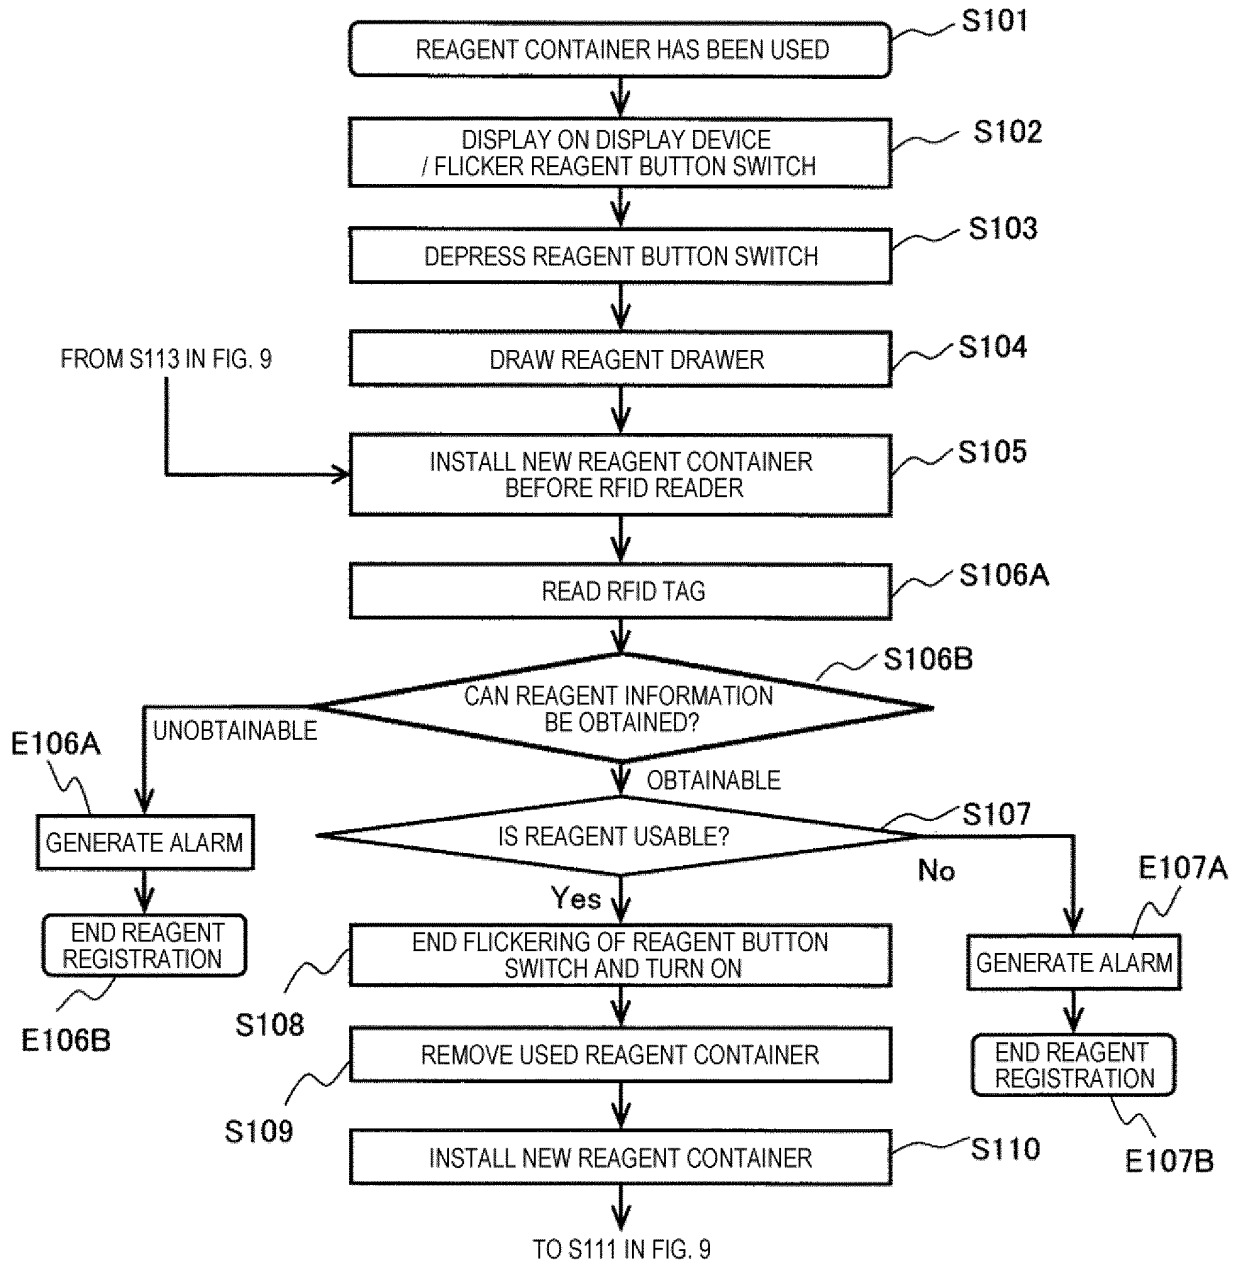 S101
REAGENT CONTAINER HAS BEEN USED
S102
DISPLAY ON DISPLAY DEVICE
/ FLICKER REAGENT BUTTON SWITCH
S103
DEPRESS REAGENT BUTTON SWITCH
S104
DRAW REAGENT DRAWER
FROM S113 IN FIG. 9
S105
INSTALL NEW REAGENT CONTAINER
BEFORE RFID READER
S106A
READ RFID TAG
S106B
CAN REAGENT INFORMATION
BE OBTAINED?
UNOBTAINABLE
E106A
OBTAINABLE
GENERATE ALARM
END REAGENT
REGISTRATION
E106B
S107
IS REAGENT USABLE?
No
Yes
E107A
GENERATE ALARM
END REAGENT
REGISTRATION
E107B
END FLICKERING OF REAGENT BUTTON
SWITCH AND TURN ON
S108
REMOVE USED REAGENT CONTAINER
S109
S110
INSTALL NEW REAGENT CONTAINER
TO S111 IN FIG. 9